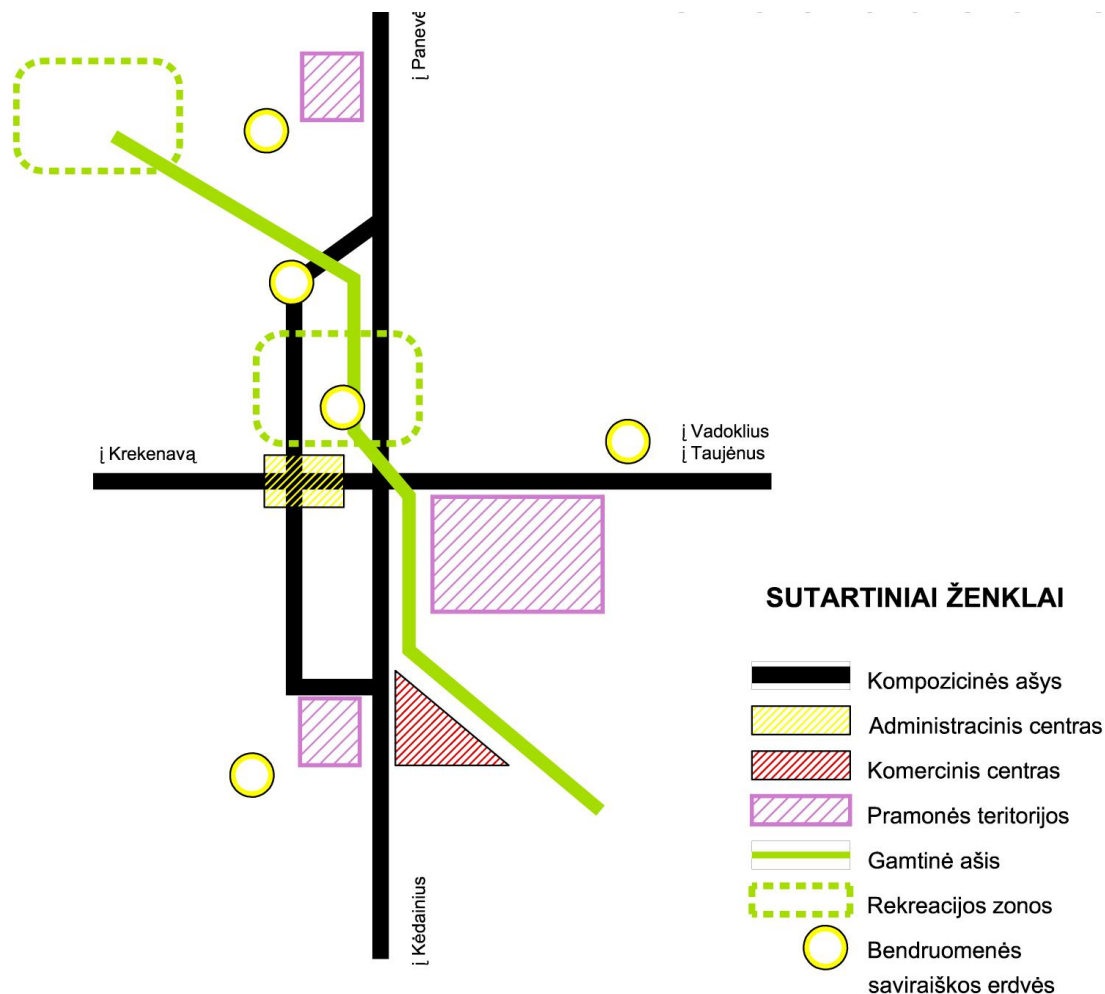 į Panevė
į Krekenavą
į Vadoklius
į Taujėnus
į Kėdainius
SUTARTINIAI ŽENKLAI
Kompozicinės ašys
Administracinis centras
Komercinis centras
Pramonės teritorijos
Gamtinė ašis
Rekreacijos zonos
Bendruomenės
saviraiškos erdvės